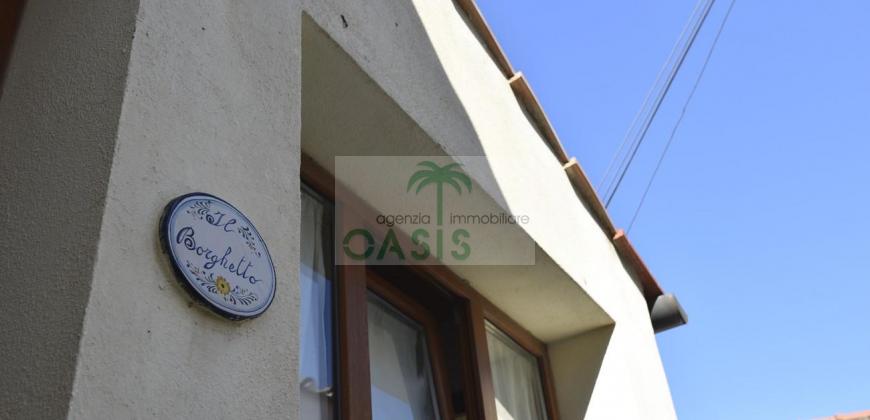 Il
Borghetto
agenzia immobiliare
OASIS